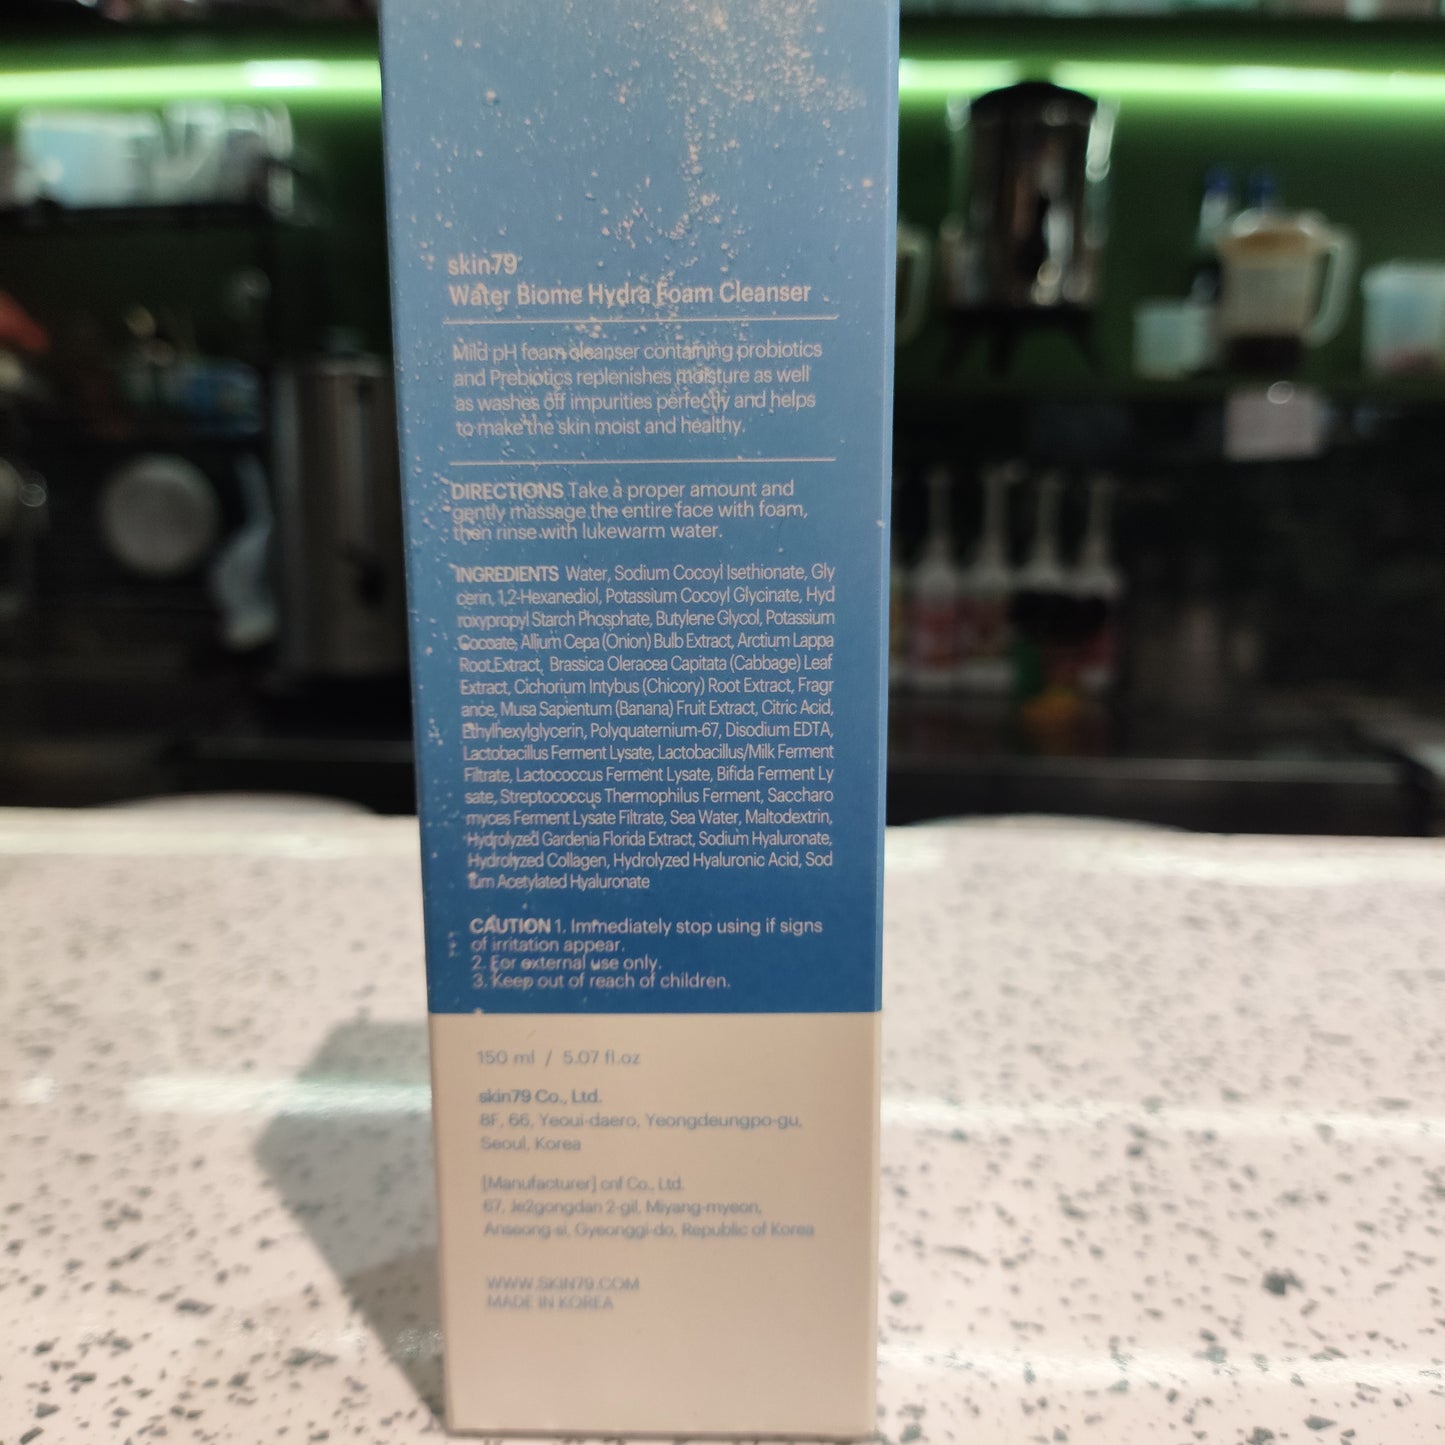 skin79
Water Biome Hydra Foam Cleanser
Mild pH foam cleanser containing probiotics
and Prebiotics replenishes moisture as well
as washes off impurities perfectly and helps
to make the skin moist and healthy.
DIRECTIONS Take a proper amount and
gently massage the entire face with foam,
then rinse with lukewarm water.
INGREDIENTS Water, Sodium Cocoyl Isethionate, Gly
cerin, 1,2-Hexanediol, Potassium Cocoyl Glycinate, Hyd
roxypropyl Starch Phosphate, Butylene Glycol, Potassium
Cocoate, Allium Cepa (Onion) Bulb Extract, Arctium Lappa
Root Extract, Brassica Oleracea Capitata (Cabbage) Leaf
Extract, Cichorium Intybus (Chicory) Root Extract, Fragr
ance, Musa Sapientum (Banana) Fruit Extract, Citric Acid,
Ethylhexylglycerin, Polyquaternium-67, Disodium EDTA,
Lactobacillus Ferment Lysate, Lactobacillus/Milk Ferment
Filtrate, Lactococcus Ferment Lysate, Bifida Ferment Ly
sate, Streptococcus Thermophilus Ferment, Saccharo
myces Ferment Lysate Filtrate, Sea Water, Maltodextrin,
Hydrolyzed Gardenia Florida Extract, Sodium Hyaluronate,
Hydrolyzed Collagen, Hydrolyzed Hyaluronic Acid, Sod
ium Acetylated Hyaluronate
CAUTION 1. Immediately stop using if signs
of irritation appear.
2. For external use only.
3. Keep out of reach of children.
150 ml / 5.07 fl.oz
skin79 Co., Ltd.
8F, 66, Yeoui-daero, Yeongdeungpo-gu,
Seoul, Korea
[Manufacturer] cnf Co., Ltd.
67, Je2gongdan 2-gil, Miyang-myeon,
Anseong-si, Gyeonggi-do, Republic of Korea
WWW.SKIN79.COM
MADE IN KOREA